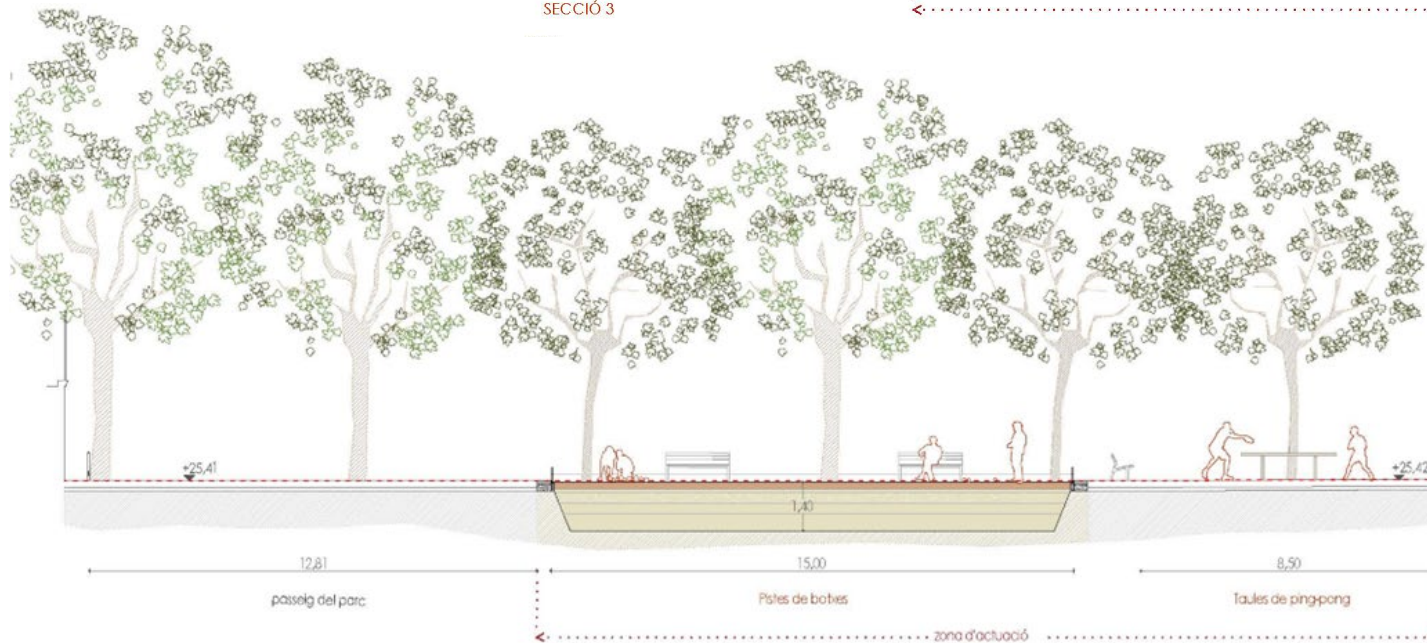 SECCIÓ 3
+25,41
+25,42
1,40
12,81
15,00
8,50
passeig del parc
Pistes de botxes
Taules de ping-pong
zona d'actuació